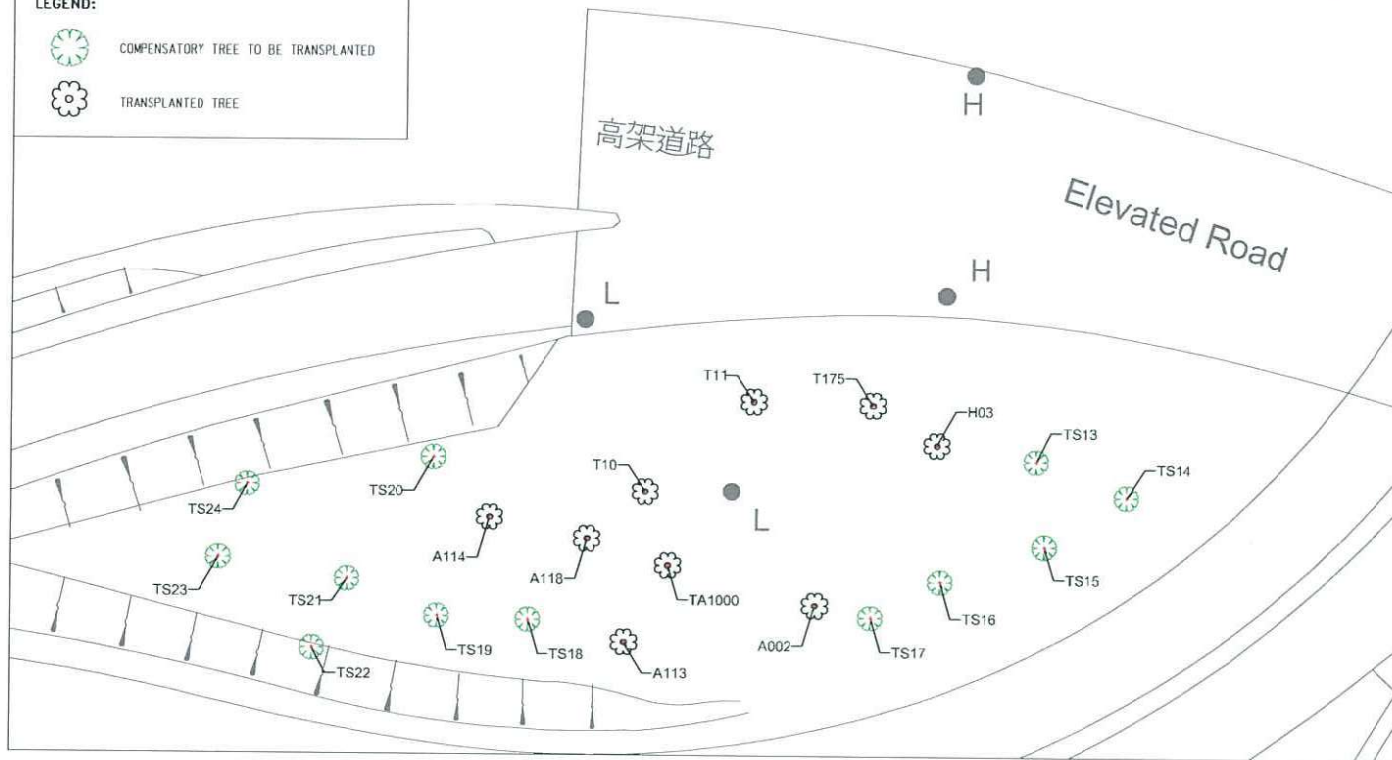 LEGEND:
COMPENSATORY TREE TO BE TRANSPLANTED
TRANSPLANTED TREE
高架道路
H
Elevated Road
H
L
T11
T175
H03
TS13
TS14
T10
TS20
TS24
L
A114
A118
TS15
TS23
TS21
TA1000
TS16
TS19
TS18
A002
TS17
TS22
A113